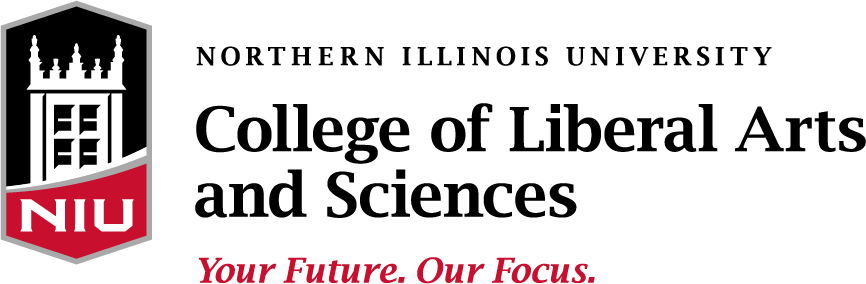 NIU
NORTHERN ILLINOIS UNIVERSITY
College of Liberal Arts
and Sciences
Your Future. Our Focus.